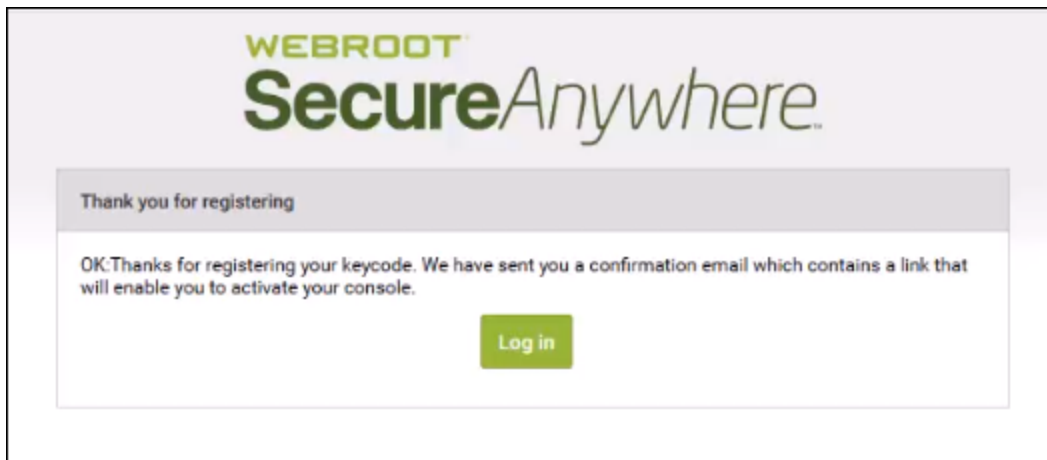 WEBROOT
SecureAnywhere™
Thank you for registering
OK:Thanks for registering your keycode. We have sent you a confirmation email which contains a link that
will enable you to activate your console.
Log in